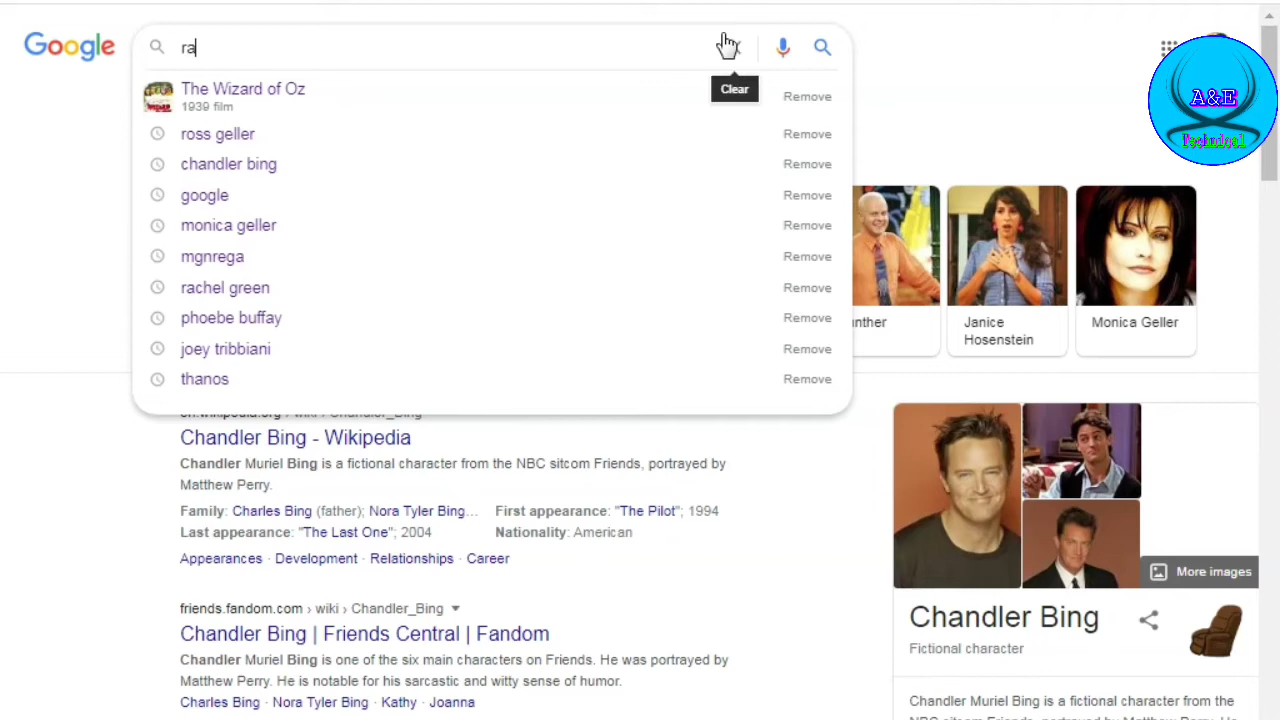 Google
ra
Clear
The Wizard of Oz
1939 film
Remove
ross geller
Remove
chandler bing
Remove
google
Remove
monica geller
Remove
mgnrega
Remove
rachel green
Remove
phoebe buffay
Remove
joey tribbiani
Remove
thanos
Remove
A&E
Technical
Janice
Hosenstein
Monica Geller
Chandler Bing - Wikipedia
Chandler Muriel Bing is a fictional character from the NBC sitcom Friends, portrayed by
Matthew Perry.
Family: Charles Bing (father); Nora Tyler Bing...
First appearance: "The Pilot"; 1994
Last appearance: "The Last One"; 2004
Nationality: American
Appearances · Development · Relationships · Career
friends.fandom.com › wiki › Chandler_Bing
Chandler Bing | Friends Central | Fandom
Chandler Muriel Bing is one of the six main characters on Friends. He was portrayed by
Matthew Perry. He is notable for his sarcastic and witty sense of humor.
Charles Bing · Nora Tyler Bing · Kathy · Joanna
More images
Chandler Bing
Fictional character
Chandler Muriel Bing is a fictional character from the